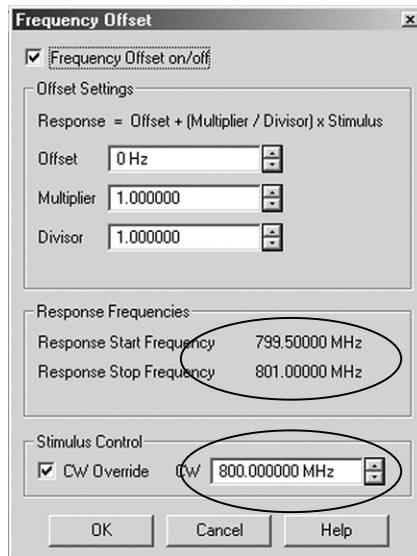 Frequency Offset
Frequency Offset on/off
Offset Settings
Response = Offset + (Multiplier / Divisor) x Stimulus
Offset 0 Hz
Multiplier 1.000000
Divisor 1.000000
Response Frequencies
Response Start Frequency 799.50000 MHz
Response Stop Frequency 801.00000 MHz
Stimulus Control
CW Override CW 800.000000 MHz
OK Cancel Help